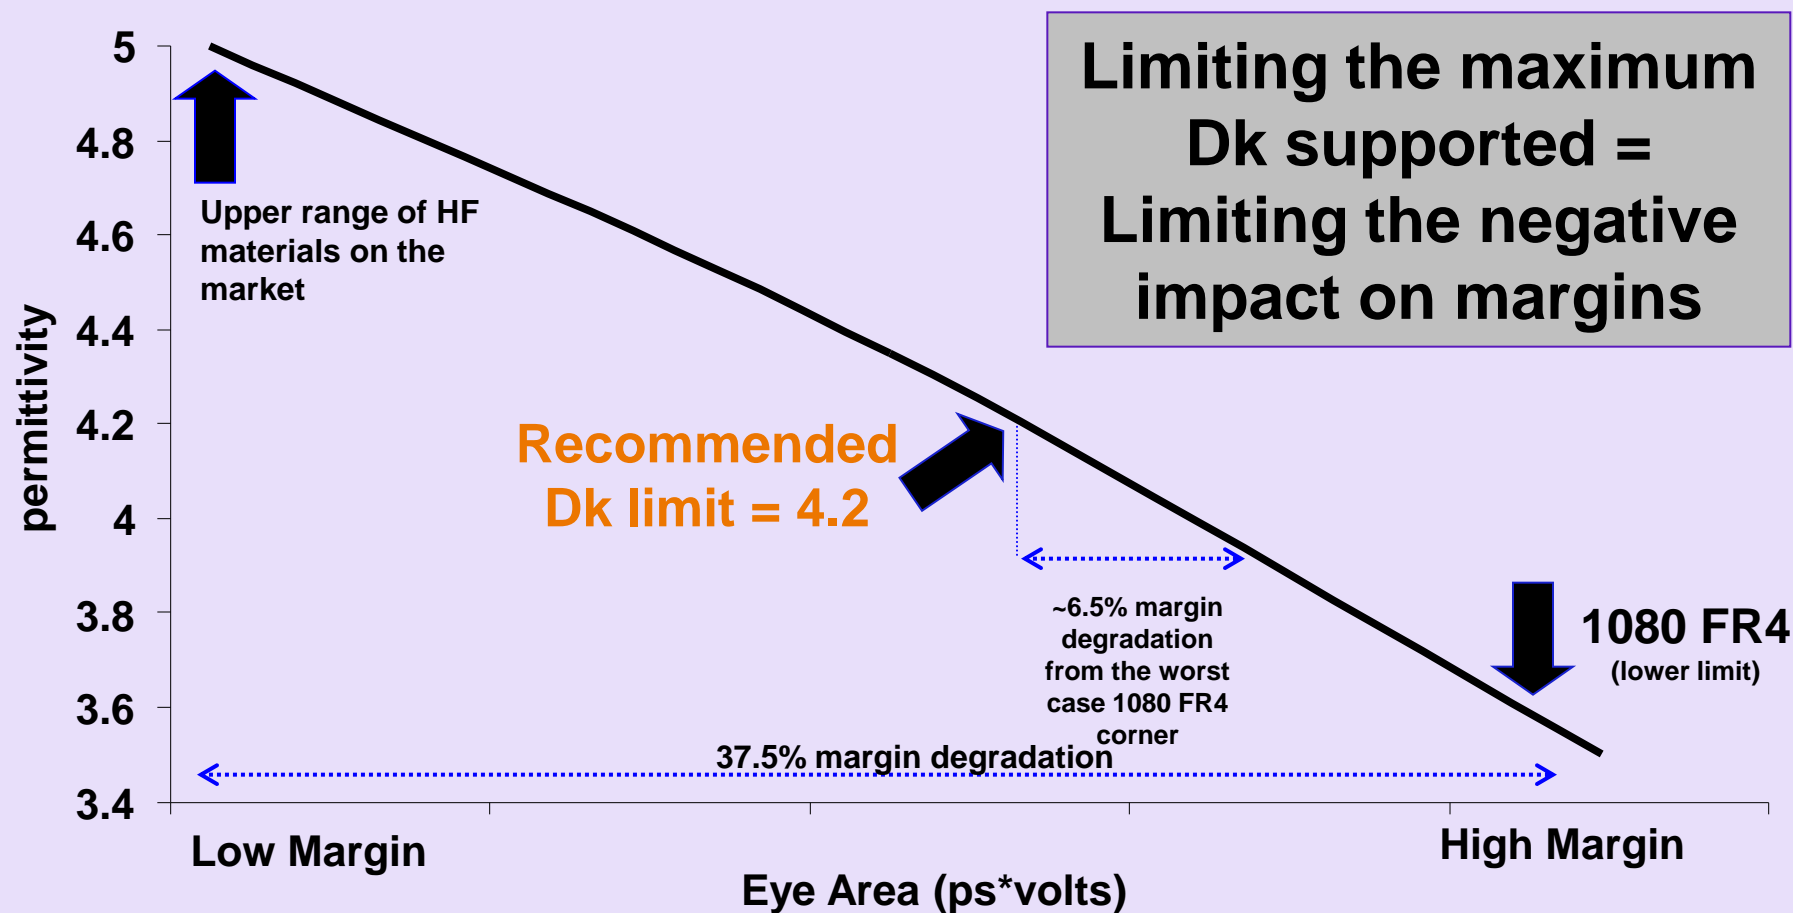 Limiting the maximum
Dk supported =
Limiting the negative
impact on margins
permittivity
5
4.8
4.6
4.4
4.2
4
3.8
3.6
3.4
Upper range of HF
materials on the
market
Recommended
Dk limit = 4.2
~6.5% margin
degradation
from the worst
case 1080 FR4
corner
1080 FR4
(lower limit)
37.5% margin degradation
Low Margin
High Margin
Eye Area (ps*volts)